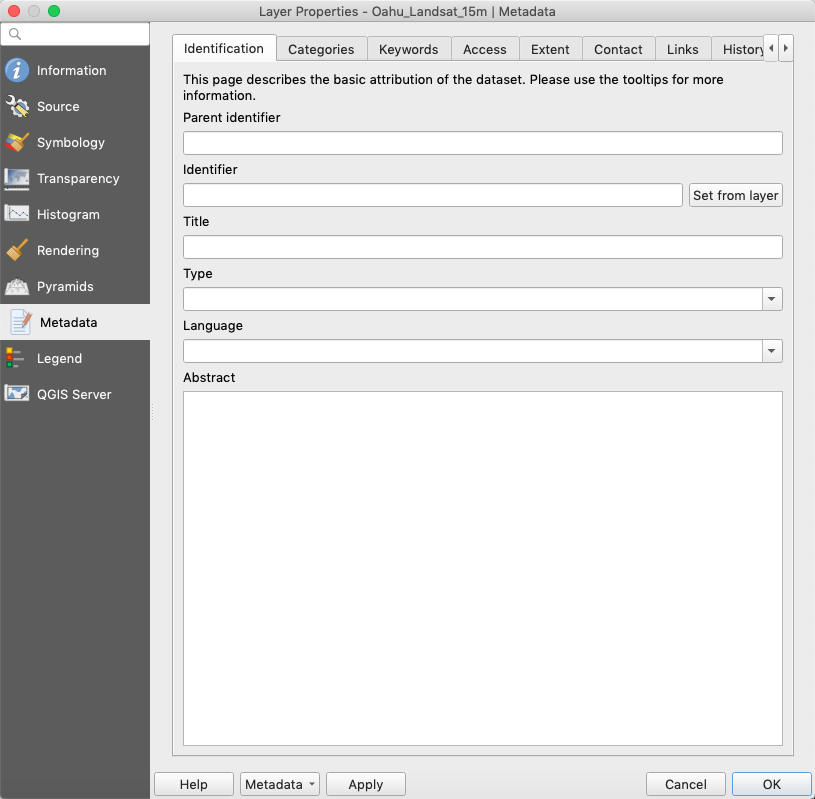 Layer Properties - Oahu_Landsat_15m | Metadata
Information
Source
Symbology
Transparency
Histogram
Rendering
Pyramids
Metadata
Legend
QGIS Server
Identification Categories Keywords Access Extent Contact Links History
This page describes the basic attribution of the dataset. Please use the tooltips for more
information.
Parent identifier
Identifier
Set from layer
Title
Type
Language
Abstract
Help Metadata Apply Cancel OK